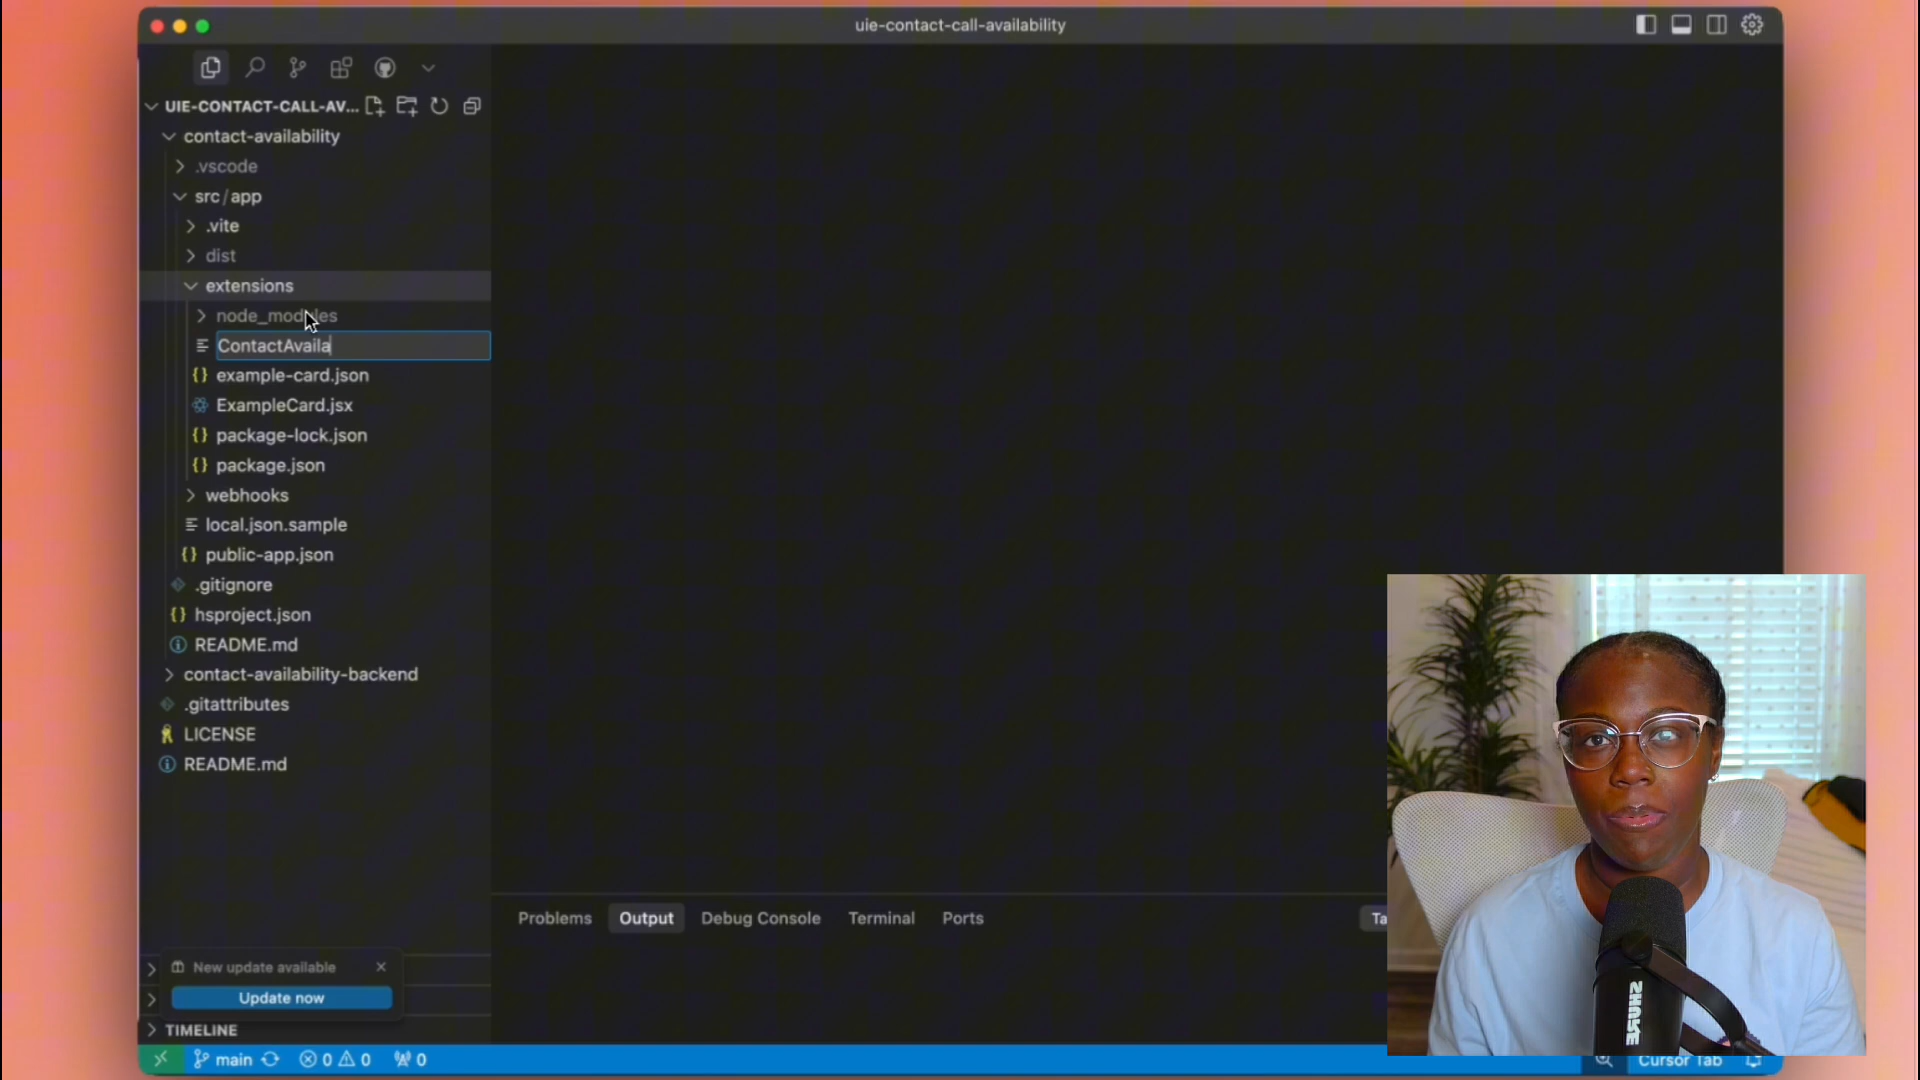 uie-contact-call-availability
UIE-CONTACT-CALL-AV...
contact-availability
.vscode
src/app
.vite
dist
extensions
node_modules
ContactAvaila
example-card.json
ExampleCard.jsx
package-lock.json
package.json
webhooks
local.json.sample
public-app.json
.gitignore
hsproject.json
README.md
contact-availability-backend
.gitattributes
LICENSE
README.md
Problems Output Debug Console Terminal Ports Ta
New update available
Update now
TIMELINE
main 0 0 0 Cursor Tab
SHURE